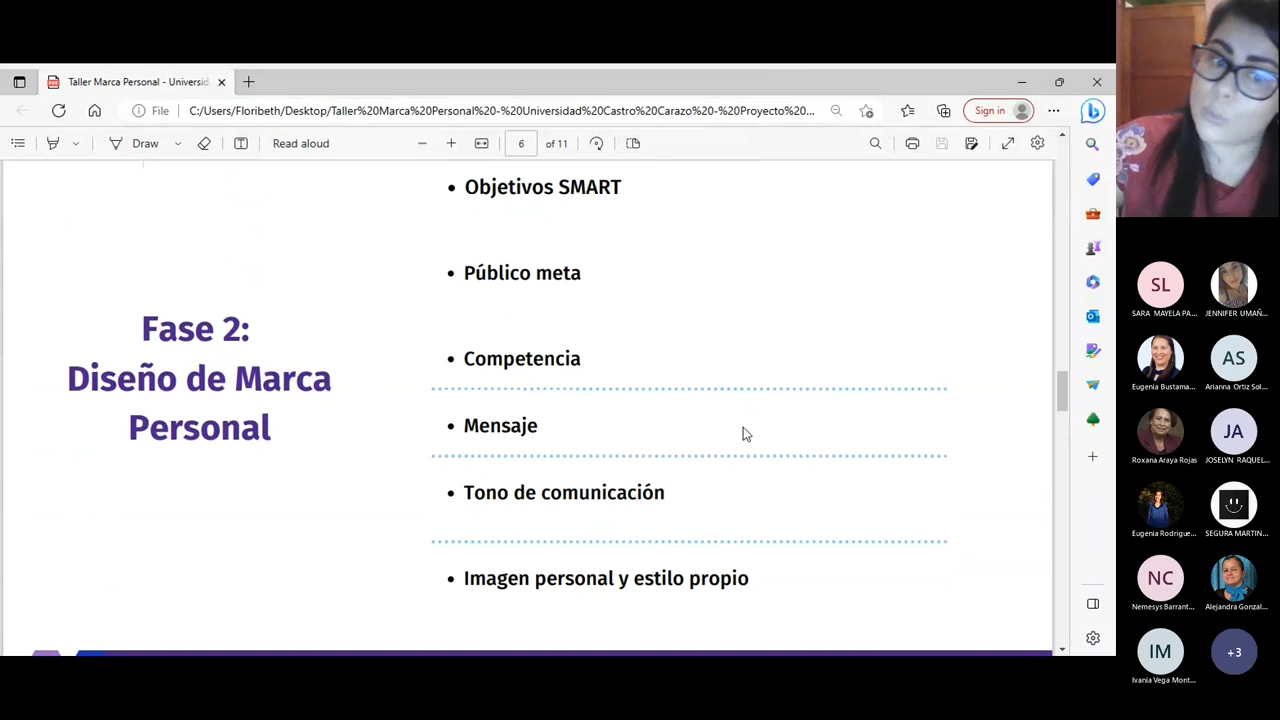 Taller Marca Personal - Universid
File
C:/Users/Floribeth/Desktop/Taller%20Marca%20Personal%20-%20Universidad%20Castro%20Carazo%20-%20Proyecto%20...
Sign in
Draw
Read aloud
6
of 11
Fase 2:
Diseño de Marca
Personal
• Objetivos SMART
• Público meta
• Competencia
• Mensaje
• Tono de comunicación
• Imagen personal y estilo propio
SL
SARA MAYELA PA...
JENNIFER UMAÑ...
Eugenia Bustama...
AS
Arianna Ortiz Sol...
Roxana Araya Rojas
JA
JOSELYN RAQUEL...
Eugenia Rodrigue...
SEGURA MARTIN...
NC
Nemesys Barrant...
Alejandra Gonzal...
IM
Ivania Vega Mont...
+3